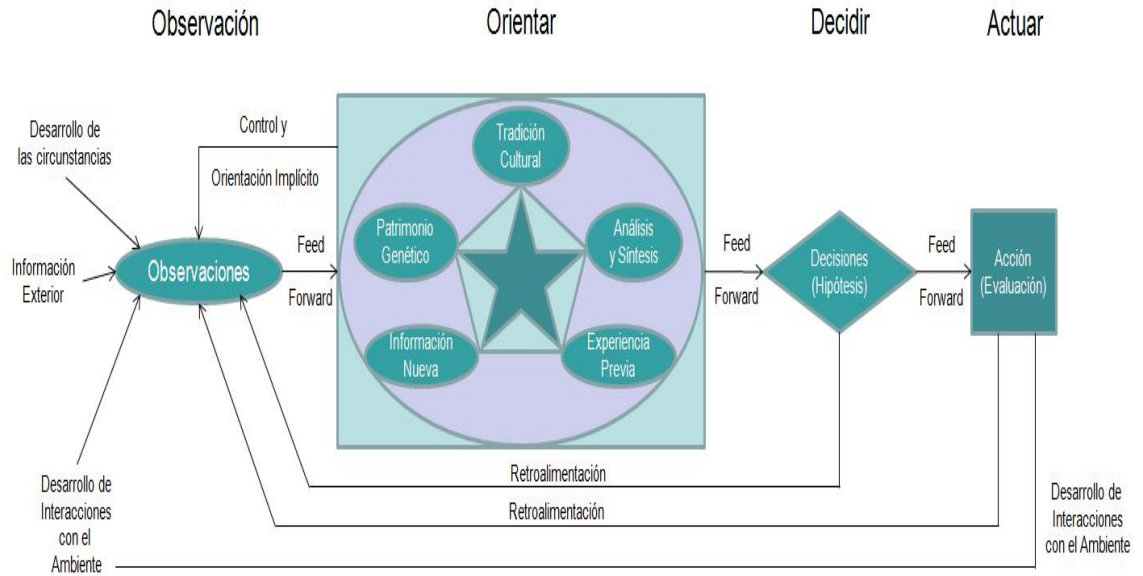 Observación
Orientar
Decidir
Actuar
Desarrollo de
las circunstancias
Información
Exterior
Control y
Orientación Implícito
Observaciones
Feed
Forward
Tradición
Cultural
Patrimonio
Genético
Análisis
y Síntesis
Información
Nueva
Experiencia
Previa
Feed
Forward
Decisiones
(Hipótesis)
Feed
Forward
Acción
(Evaluación)
Retroalimentación
Retroalimentación
Desarrollo de
Interacciones
con el
Ambiente
Desarrollo de
Interacciones
con el Ambiente